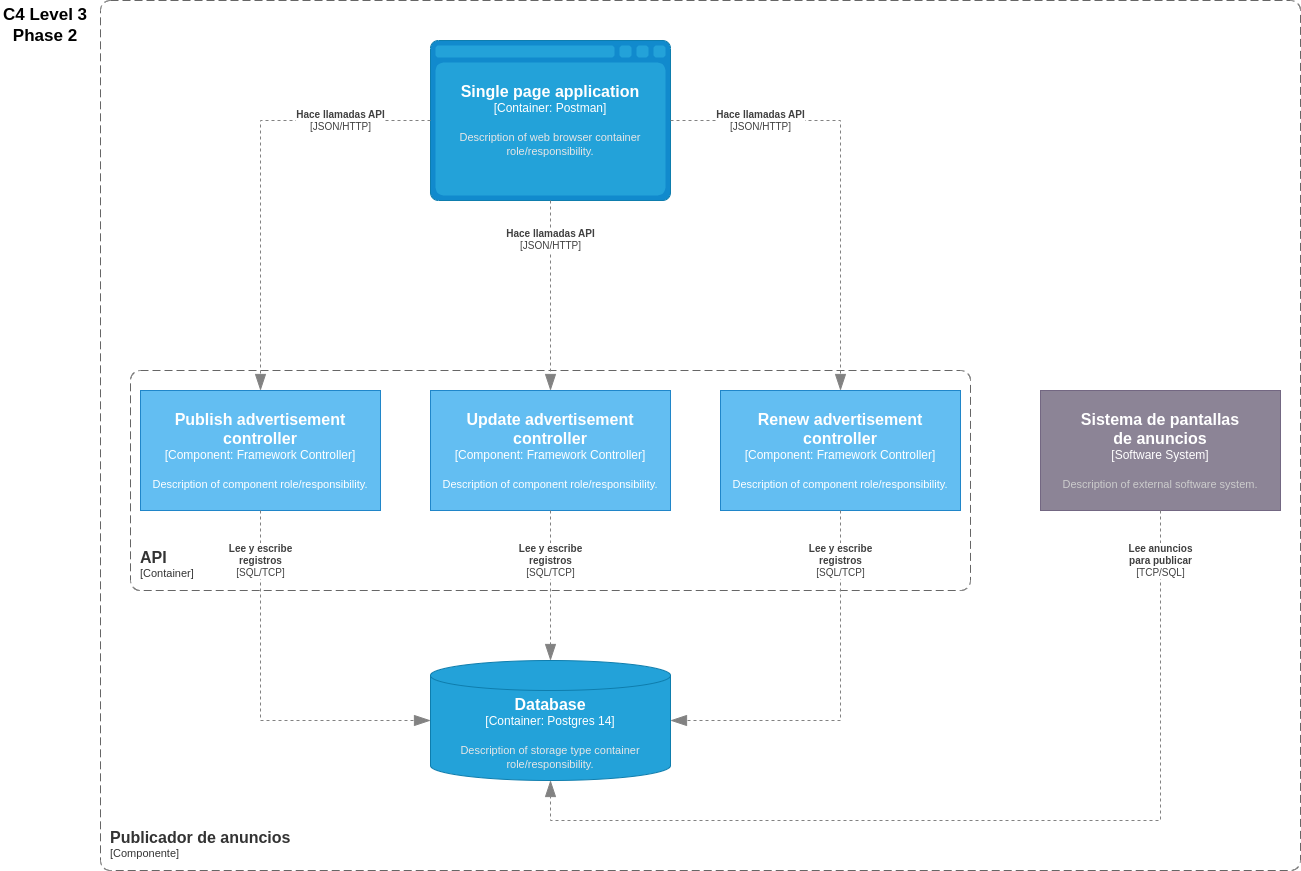 C4 Level 3
Phase 2
Single page application
[Container: Postman]
Description of web browser container
role/responsibility.
Hace llamadas API
[JSON/HTTP]
Hace llamadas API
[JSON/HTTP]
Hace llamadas API
[JSON/HTTP]
Publish advertisement
controller
[Component: Framework Controller]
Description of component role/responsibility.
Update advertisement
controller
[Component: Framework Controller]
Description of component role/responsibility.
Renew advertisement
controller
[Component: Framework Controller]
Description of component role/responsibility.
Sistema de pantallas
de anuncios
[Software System]
Description of external software system.
API
[Container]
Lee y escribe
registros
[SQL/TCP]
Lee y escribe
registros
[SQL/TCP]
Lee y escribe
registros
[SQL/TCP]
Lee anuncios
para publicar
[TCP/SQL]
Database
[Container: Postgres 14]
Description of storage type container
role/responsibility.
Publicador de anuncios
[Componente]